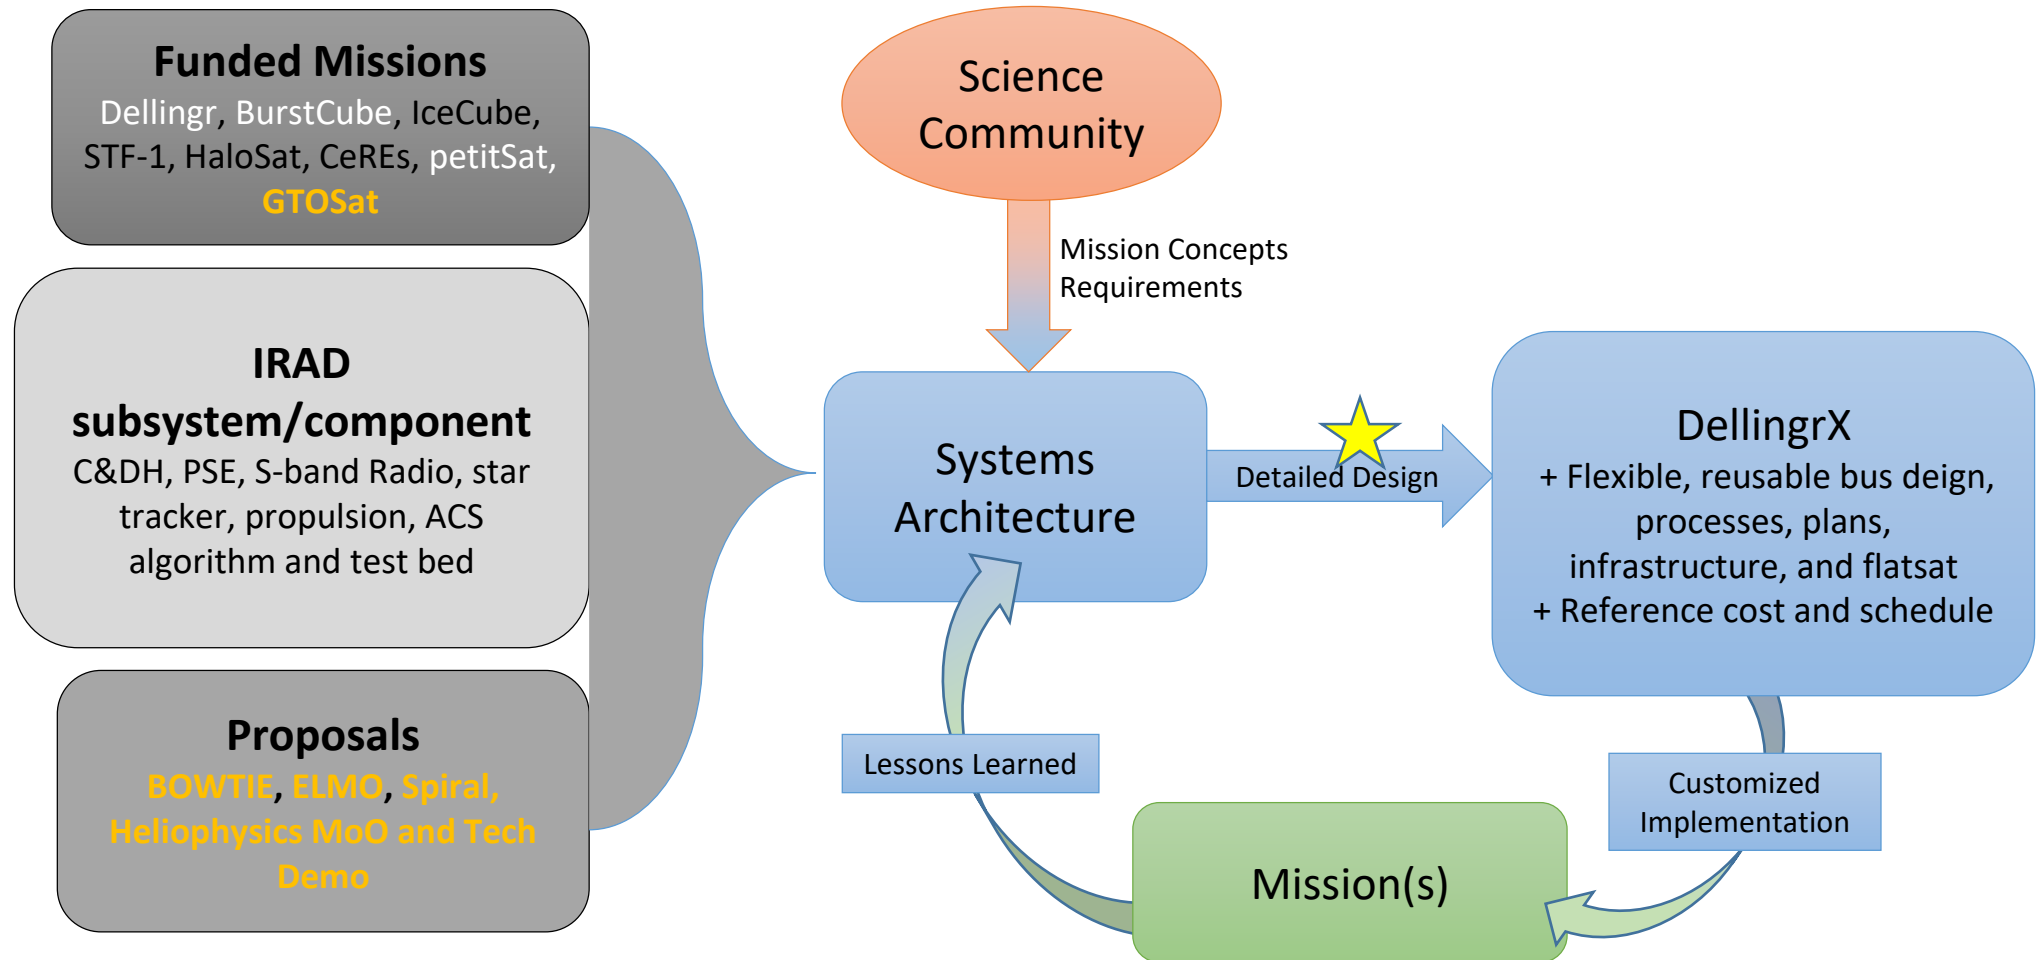 Funded Missions
Dellingr, BurstCube, IceCube,
STF-1, HaloSat, CeREs, petitSat,
GTOSat
IRAD
subsystem/component
C&DH, PSE, S-band Radio, star
tracker, propulsion, ACS
algorithm and test bed
Proposals
BOWTIE, ELMO, Spiral,
Heliophysics MoO and Tech
Demo
Science
Community
Mission Concepts
Requirements
Systems
Architecture
Detailed Design
DellingrX
+ Flexible, reusable bus deign,
processes, plans,
infrastructure, and flatsat
+ Reference cost and schedule
Customized
Implementation
Mission(s)
Lessons Learned